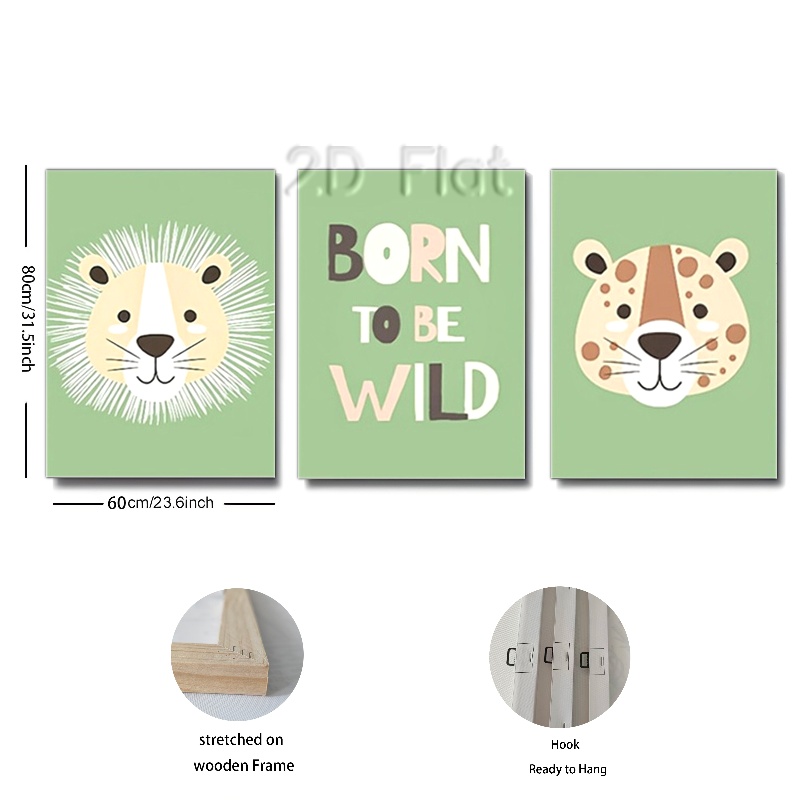 2D Flat
BORN
TO BE
WILD
80cm/31.5inch
60cm/23.6inch
stretched on
wooden Frame
Hook
Ready to Hang